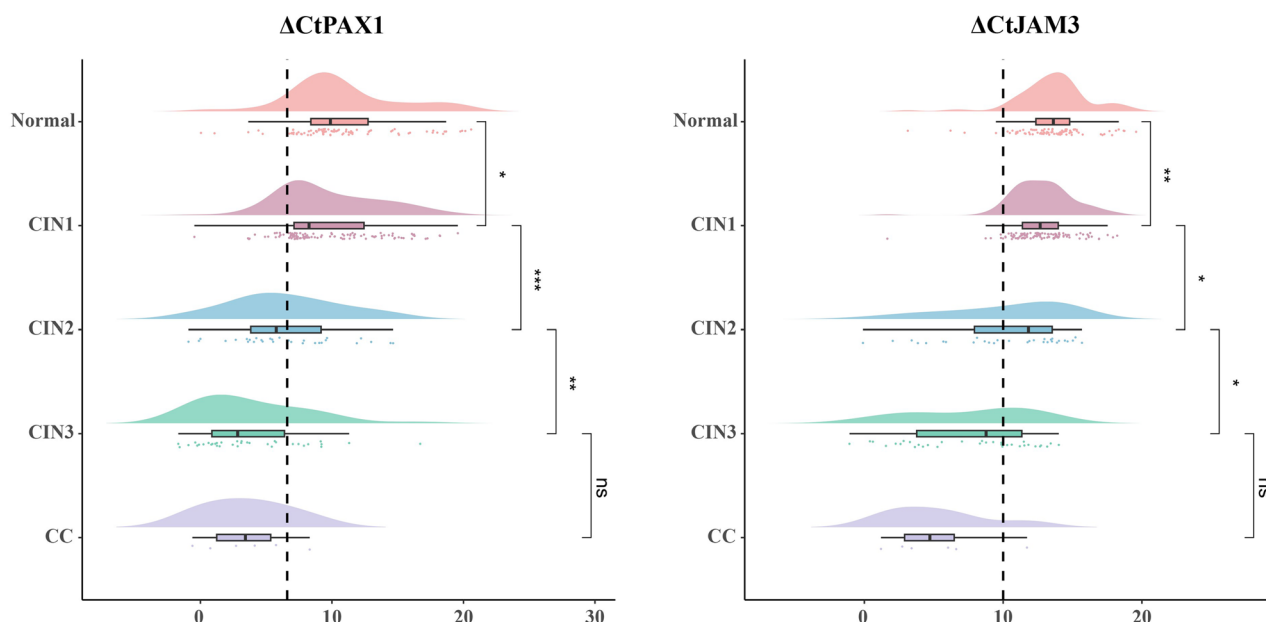 ΔCtPAX1
Normal
CIN1
CIN2
CIN3
CC
*
***
**
ns
0
10
20
30
ΔCtJAM3
Normal
CIN1
CIN2
CIN3
CC
**
*
*
ns
0
10
20